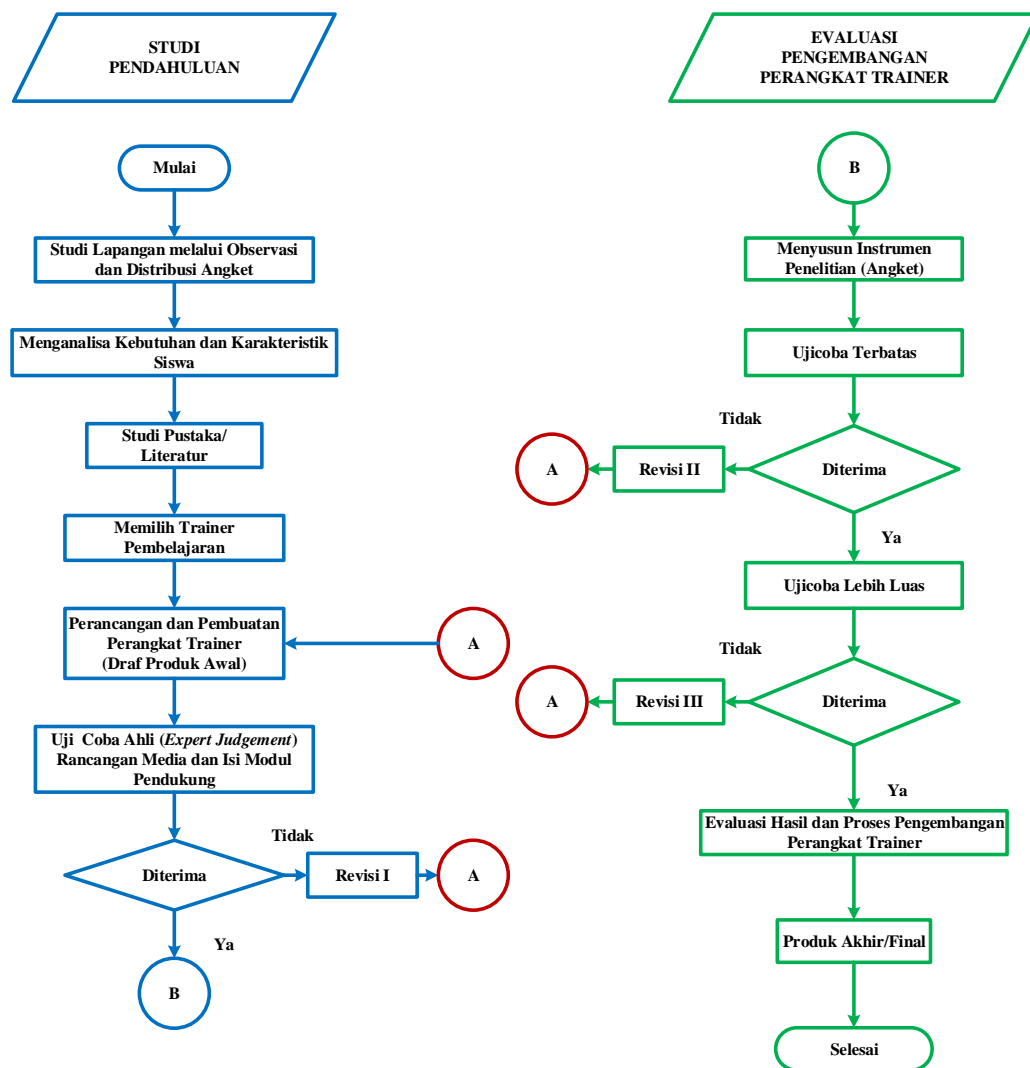 STUDI
PENDAHULUAN
Mulai
Studi Lapangan melalui Observasi
dan Distribusi Angket
Menganalisa Kebutuhan dan Karakteristik
Siswa
Studi Pustaka/
Literatur
Memilih Trainer
Pembelajaran
Perancangan dan Pembuatan
Perangkat Trainer
(Draf Produk Awal)
A
Uji Coba Ahli (Expert Judgement)
Rancangan Media dan Isi Modul
Pendukung
Diterima
Tidak
Revisi I
A
Ya
B
EVALUASI
PENGEMBANGAN
PERANGKAT TRAINER
B
Menyusun Instrumen
Penelitian (Angket)
Ujicoba Terbatas
Tidak
Diterima
Revisi II
A
Ya
Ujicoba Lebih Luas
Tidak
Diterima
Revisi III
A
Ya
Evaluasi Hasil dan Proses Pengembangan
Perangkat Trainer
Produk Akhir/Final
Selesai